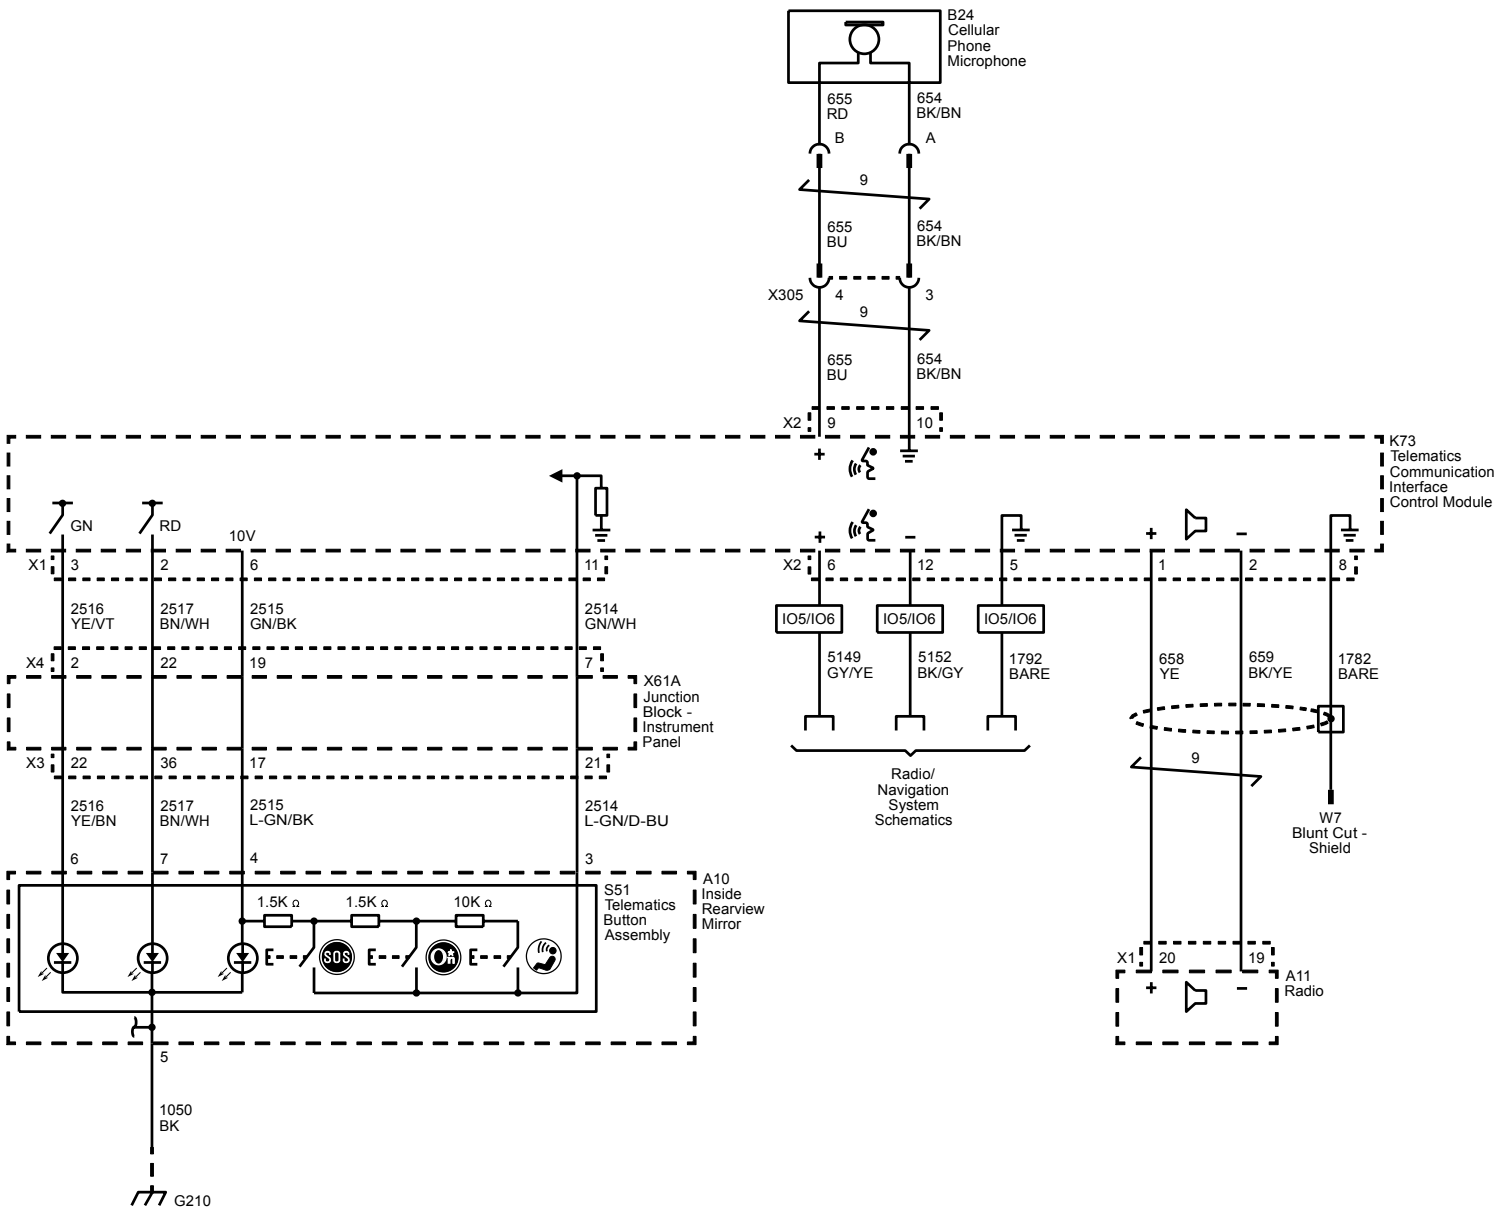 B24
Cellular
Phone
Microphone
655
RD
654
BK/BN
B
A
9
655
BU
654
BK/BN
X305
4
3
9
655
BU
654
BK/BN
X2
9
10
K73
Telematics
Communication
Interface
Control Module
+
GN
RD
10V
+
–
+
–
X1
3
2
6
11
X2
6
12
5
1
2
8
2516
YE/VT
2517
BN/WH
2515
GN/BK
2514
GN/WH
IO5/IO6
IO5/IO6
IO5/IO6
X4
2
22
19
7
5149
GY/YE
5152
BK/GY
1792
BARE
658
YE
659
BK/YE
1782
BARE
X61A
Junction
Block -
Instrument
Panel
X3
22
36
17
21
9
Radio/
Navigation
System
Schematics
2516
YE/BN
2517
BN/WH
2515
L-GN/BK
2514
L-GN/D-BU
W7
Blunt Cut -
Shield
6
7
4
3
A10
Inside
Rearview
Mirror
S51
Telematics
Button
Assembly
1.5K Ω
1.5K Ω
10K Ω
SOS
On
X1
20
19
A11
Radio
+
–
5
1050
BK
G210